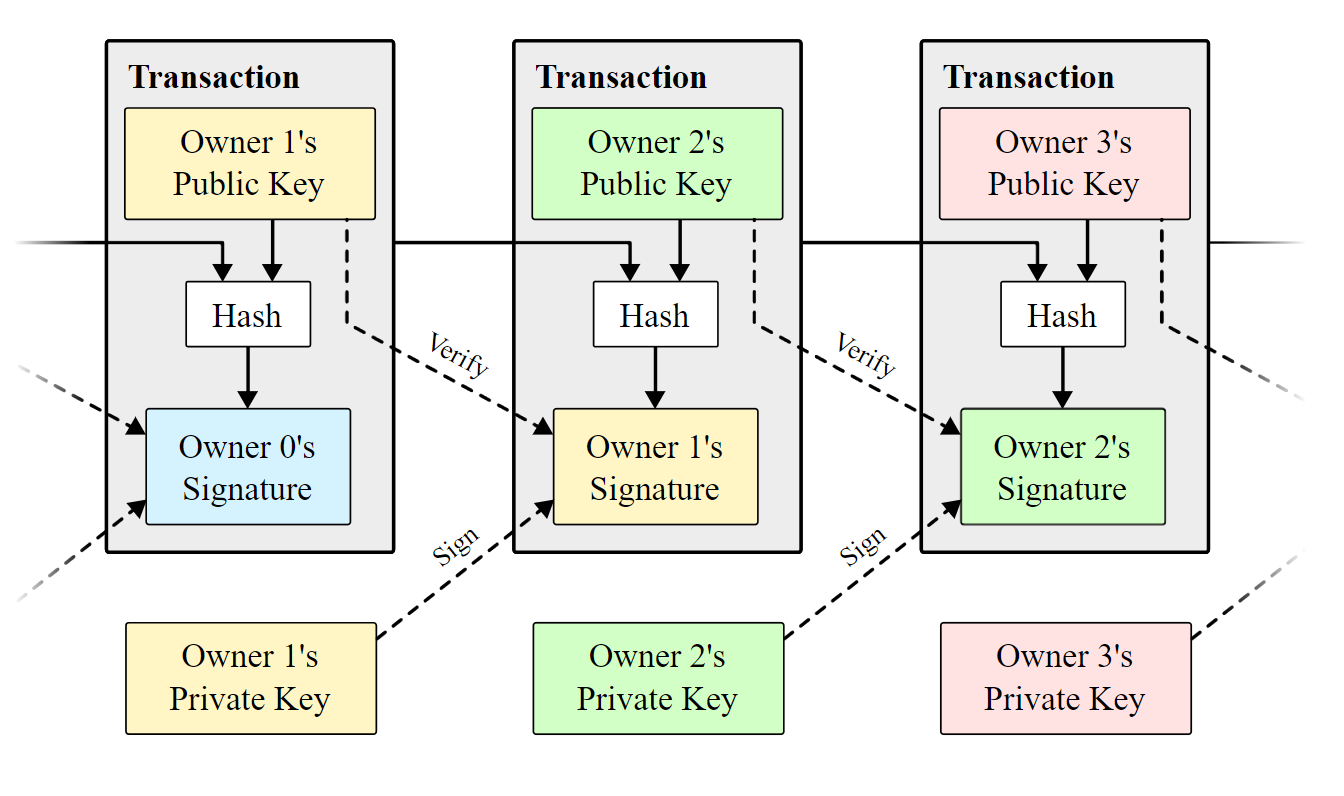 Transaction
Owner 1's
Public Key
Hash
Owner 0's
Signature
Transaction
Owner 2's
Public Key
Hash
Verify
Owner 1's
Signature
Sign
Transaction
Owner 3's
Public Key
Hash
Verify
Owner 2's
Signature
Sign
Owner 1's
Private Key
Owner 2's
Private Key
Owner 3's
Private Key